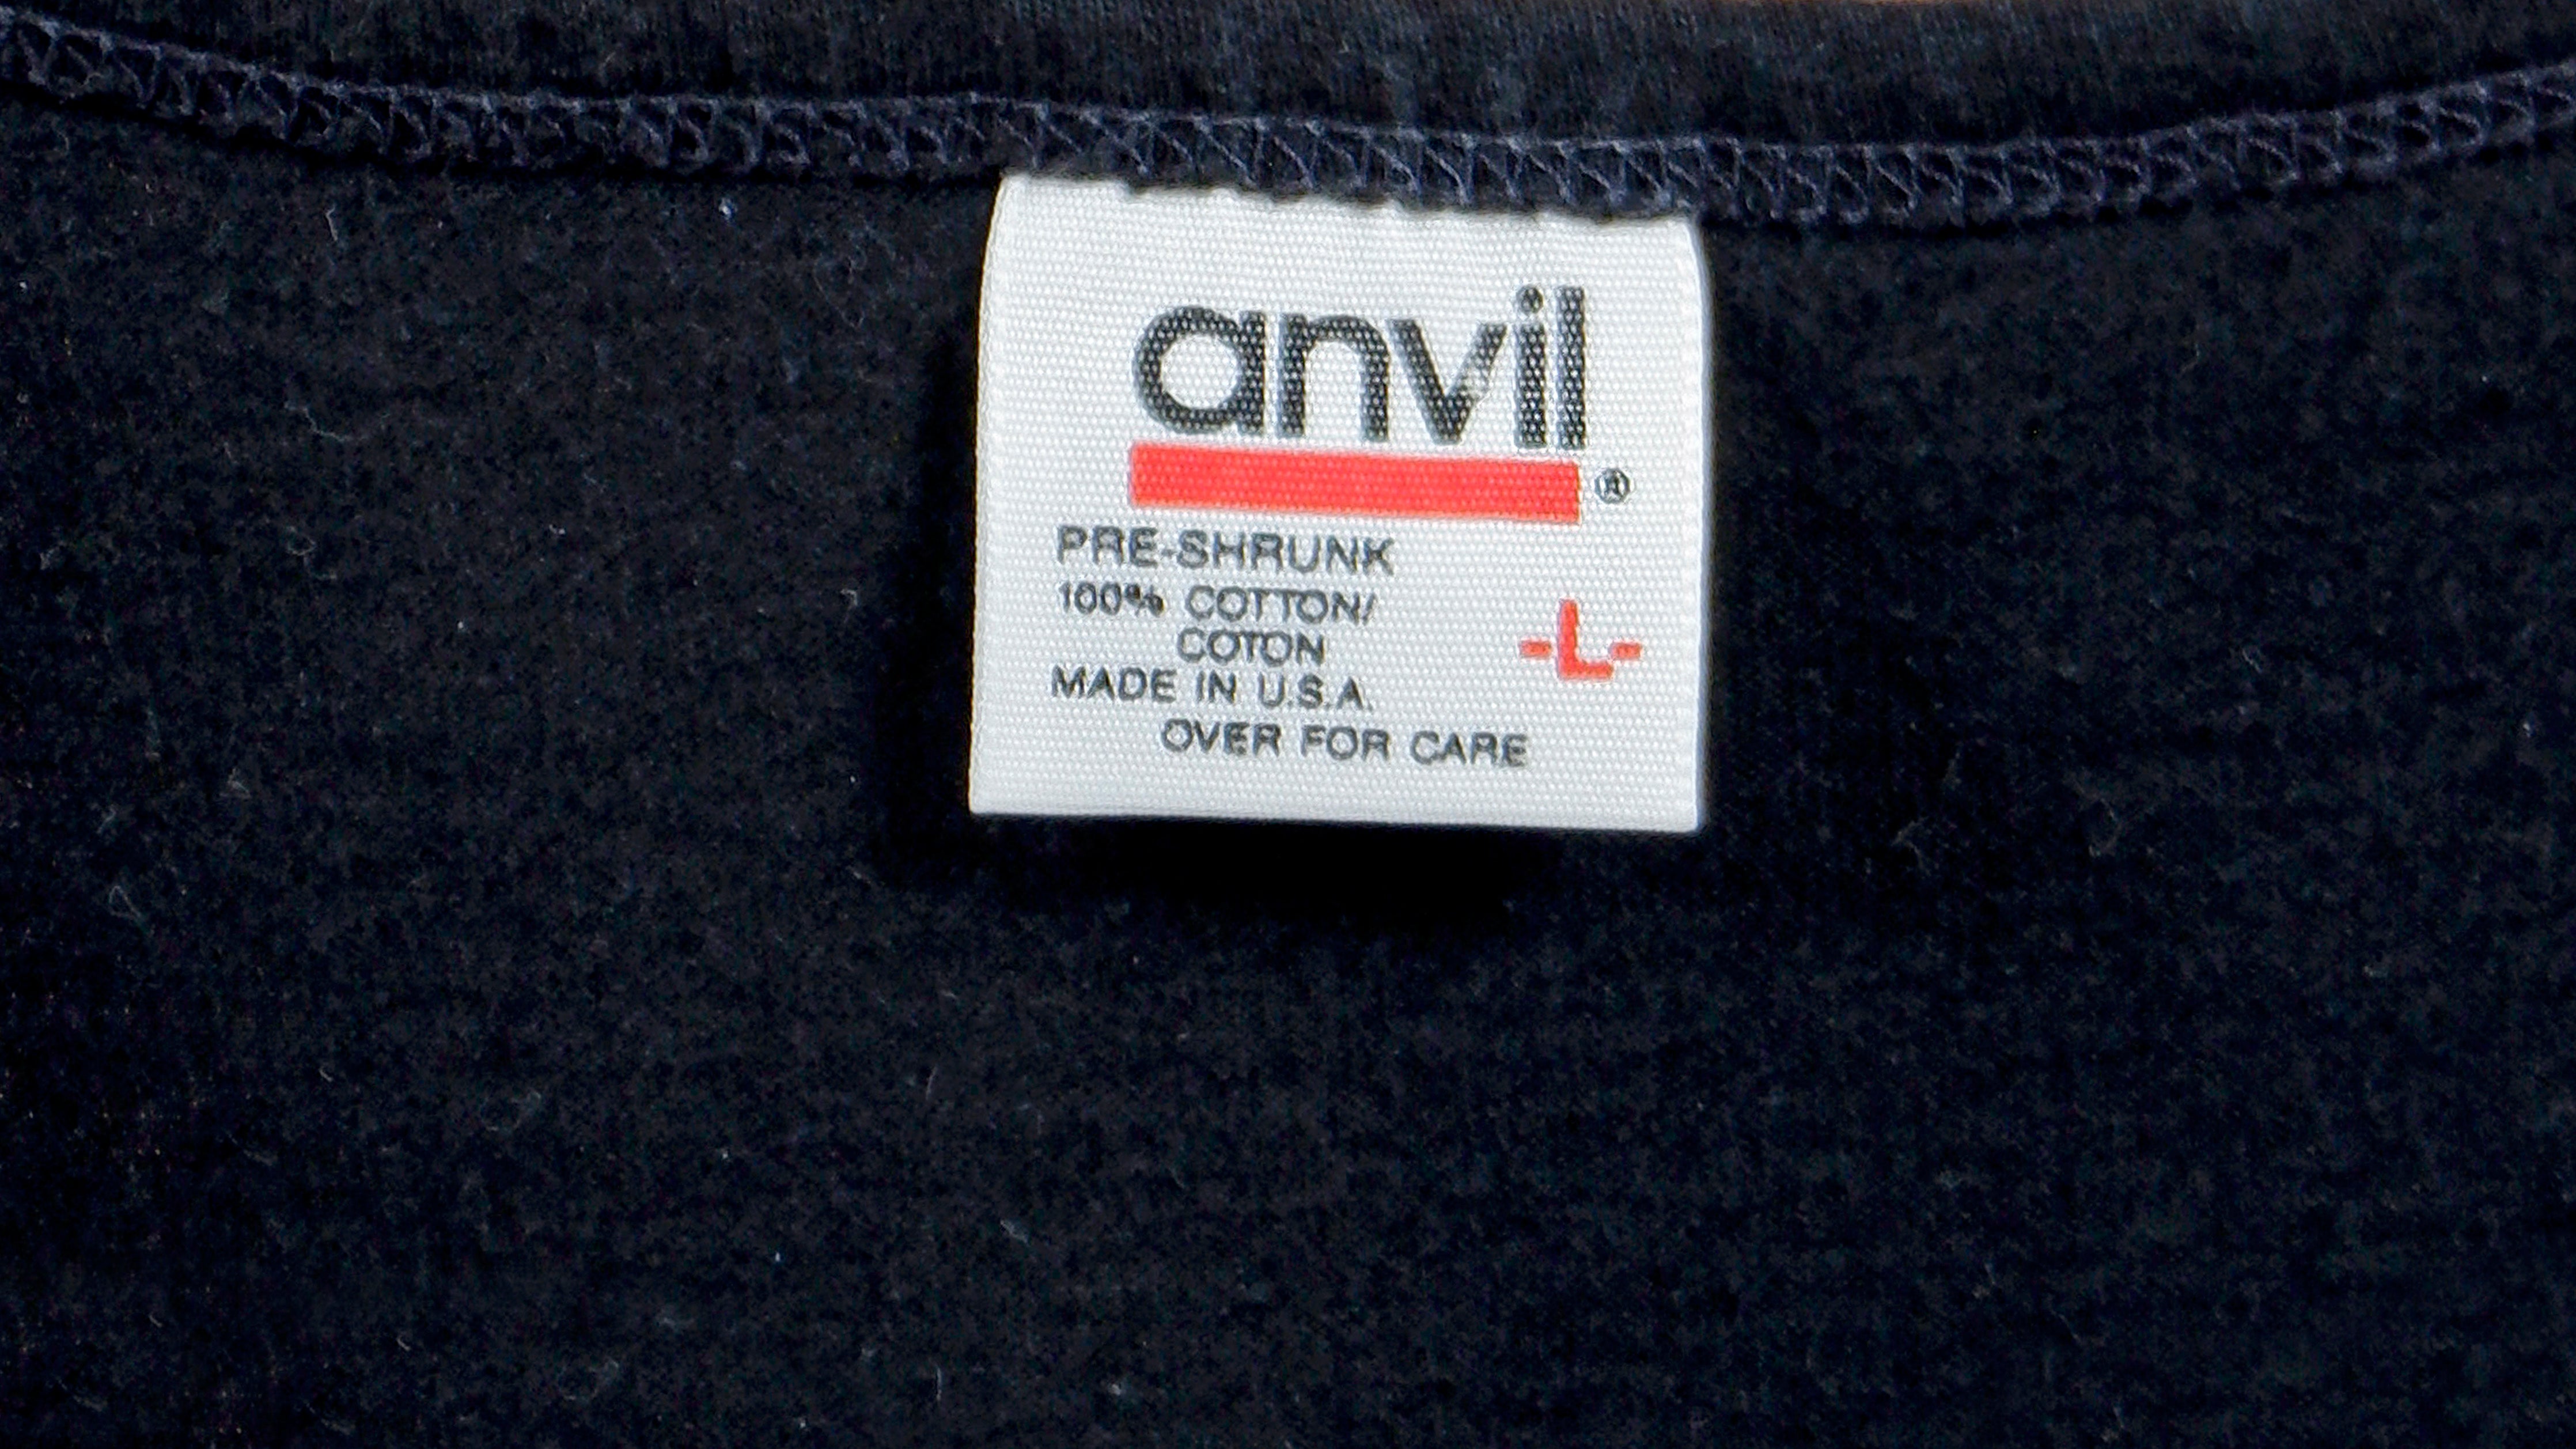 anvil
®
PRE-SHRUNK
100% COTTON/
COTON
-L-
MADE IN U.S.A.
OVER FOR CARE